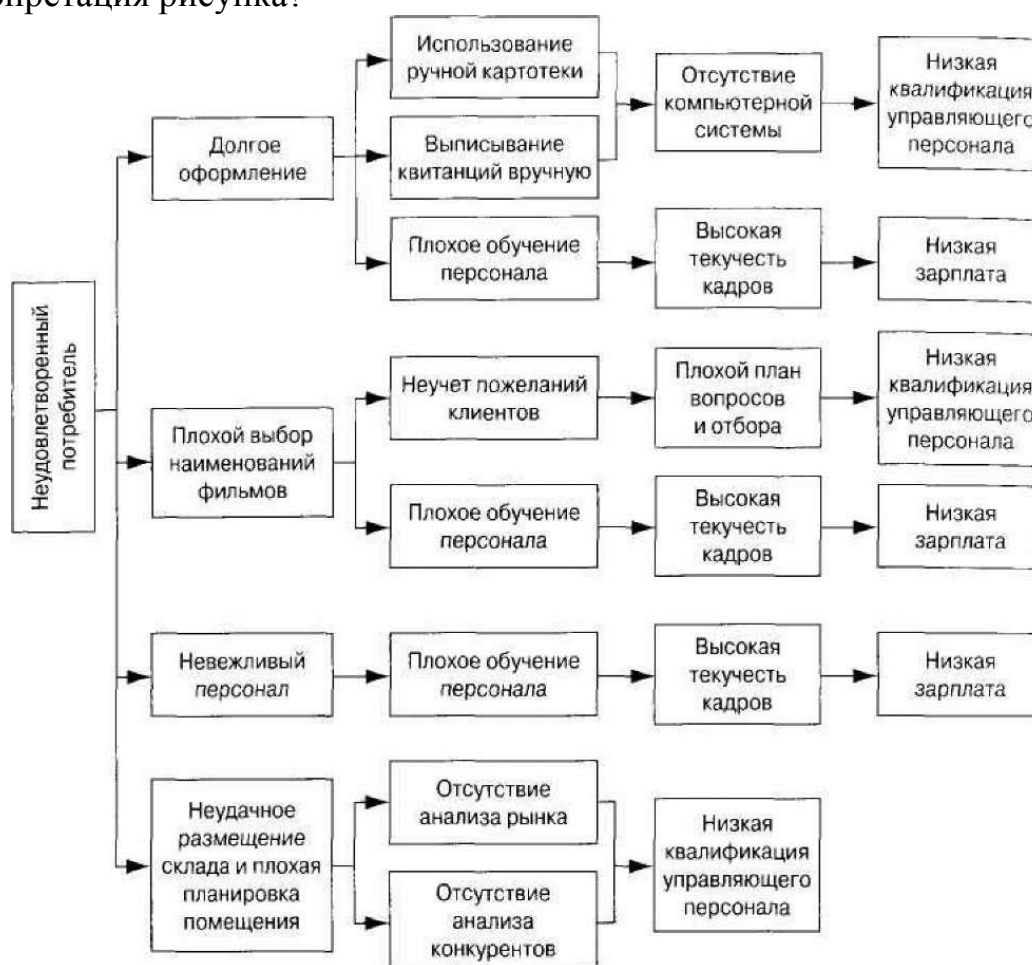 рисунка?
Использование
ручной картотеки
Выписывание
квитанций вручную
Долгое
оформление
Плохое обучение
персонала
Отсутствие
компьютерной
системы
Низкая
квалификация
управляющего
персонала
Высокая
текучесть
кадров
Низкая
зарплата
Неудовлетворенный
потребитель
Плохой выбор
наименований
фильмов
Неучет пожеланий
клиентов
Плохой план
вопросов
и отбора
Низкая
квалификация
управляющего
персонала
Плохое обучение
персонала
Высокая
текучесть
кадров
Низкая
зарплата
Невежливый
персонал
Плохое обучение
персонала
Высокая
текучесть
кадров
Низкая
зарплата
Неудачное
размещение
склада и плохая
планировка
помещения
Отсутствие
анализа рынка
Отсутствие
анализа
конкурентов
Низкая
квалификация
управляющего
персонала